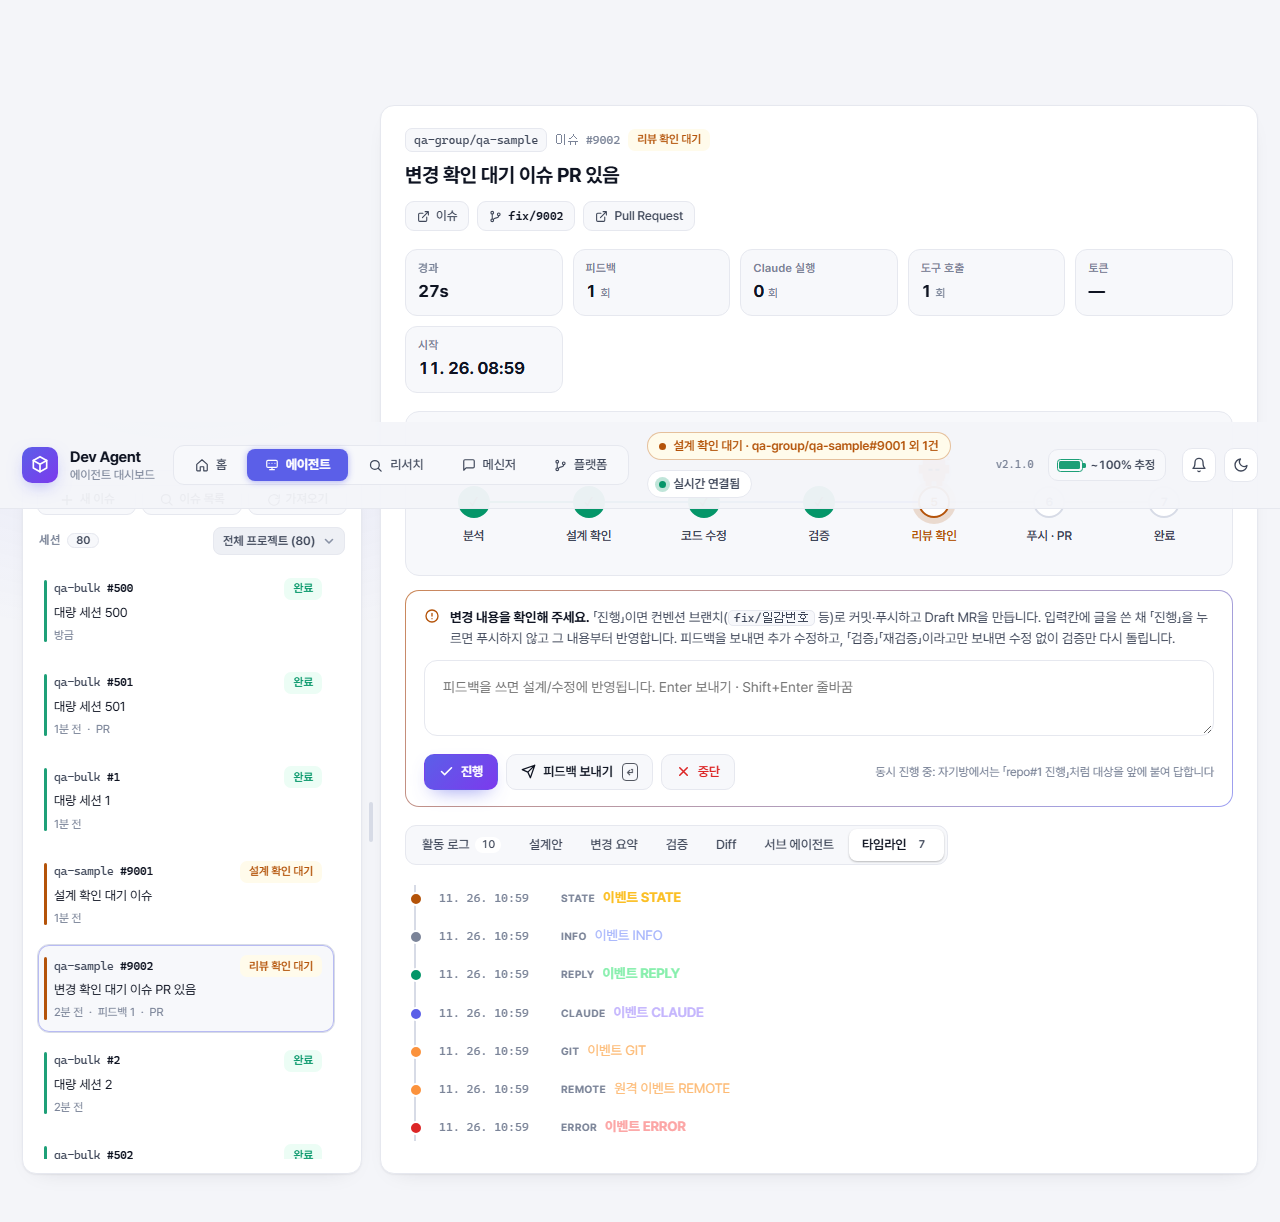 qa-group/qa-sample 이슈 #9002 리뷰 확인 대기
변경 확인 대기 이슈 PR 있음
이슈 fix/9002 Pull Request
경과 피드백 Claude 실행 도구 호출 토큰
27s 1 회 0 회 1 회 —
시작
11. 26. 08:59
Dev Agent
에이전트 대시보드
홈 에이전트 리서치 메신저 플랫폼
설계 확인 대기 · qa-group/qa-sample#9001 외 1건
실시간 연결됨
v2.1.0 ~100% 추정
새 이슈 이슈 목록 가져오기
세션 80 전체 프로젝트 (80)
qa-bulk #500 완료
대량 세션 500
방금
qa-bulk #501 완료
대량 세션 501
1분 전 · PR
qa-bulk #1 완료
대량 세션 1
1분 전
qa-sample #9001 설계 확인 대기
설계 확인 대기 이슈
1분 전
qa-sample #9002 리뷰 확인 대기
변경 확인 대기 이슈 PR 있음
2분 전 · 피드백 1 · PR
qa-bulk #2 완료
대량 세션 2
2분 전
qa-bulk #502 완료
분석 설계 확인 코드 수정 검증 리뷰 확인 푸시 · PR 완료
변경 내용을 확인해 주세요. 「진행」이면 컨벤션 브랜치( fix/일감번호 등)로 커밋·푸시하고 Draft MR을 만듭니다. 입력칸에 글을 쓴 채 「진행」을 누
르면 푸시하지 않고 그 내용부터 반영합니다. 피드백을 보내면 추가 수정하고, 「검증」「재검증」이라고만 보내면 수정 없이 검증만 다시 돌립니다.
피드백을 쓰면 설계/수정에 반영됩니다. Enter 보내기 · Shift+Enter 줄바꿈
진행 피드백 보내기 중단
동시 진행 중: 자기방에서는 「repo#1 진행」처럼 대상을 앞에 붙여 답합니다
활동 로그 10 설계안 변경 요약 검증 Diff 서브 에이전트 타임라인 7
11. 26. 10:59 STATE 이벤트 STATE
11. 26. 10:59 INFO 이벤트 INFO
11. 26. 10:59 REPLY 이벤트 REPLY
11. 26. 10:59 CLAUDE 이벤트 CLAUDE
11. 26. 10:59 GIT 이벤트 GIT
11. 26. 10:59 REMOTE 원격 이벤트 REMOTE
11. 26. 10:59 ERROR 이벤트 ERROR